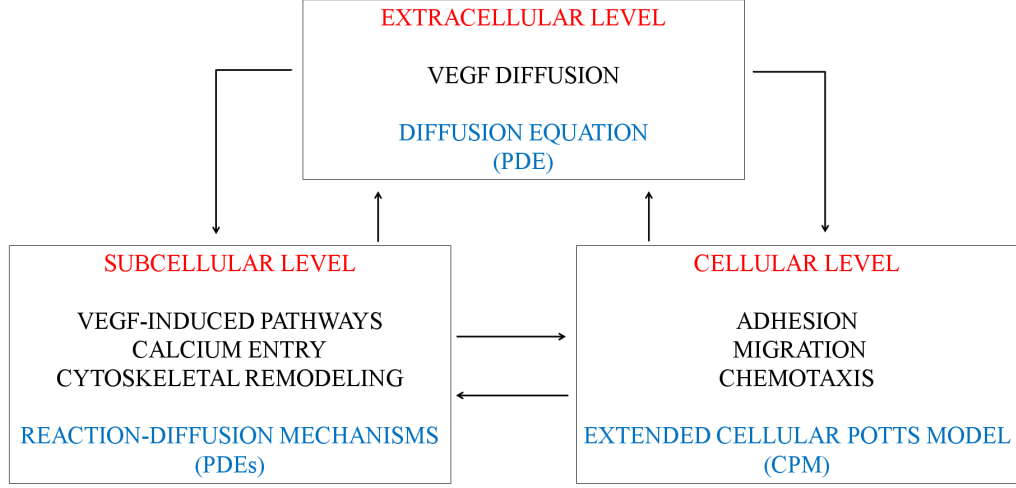 EXTRACELLULAR LEVEL
VEGF DIFFUSION
DIFFUSION EQUATION
(PDE)
SUBCELLULAR LEVEL
VEGF-INDUCED PATHWAYS
CALCIUM ENTRY
CYTOSKELETAL REMODELING
REACTION-DIFFUSION MECHANISMS
(PDEs)
CELLULAR LEVEL
ADHESION
MIGRATION
CHEMOTAXIS
EXTENDED CELLULAR POTTS MODEL
(CPM)